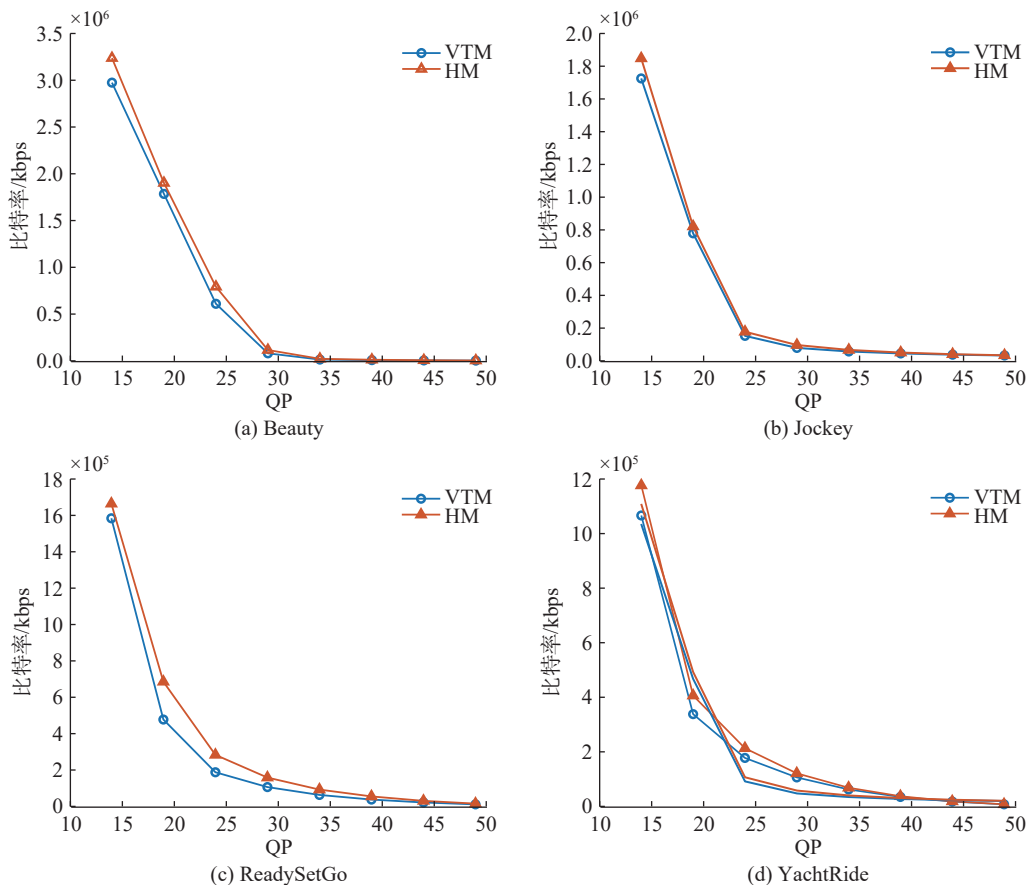 ×10⁶
3.5
3.0
3.5
2.0
1.5
1.0
0.5
0.0
比特率/kbps
VTM
HM
10 15 20 25 30 35 40 45 50
QP
(a) Beauty
×10⁶
2.0
1.8
1.6
1.4
1.2
1.0
0.8
0.6
0.4
0.2
0
比特率/kbps
VTM
HM
10 15 20 25 30 35 40 45 50
QP
(b) Jockey
×10⁵
18
16
14
12
10
8
6
4
2
0
比特率/kbps
VTM
HM
10 15 20 25 30 35 40 45 50
QP
(c) ReadySetGo
×10⁵
12
10
8
6
4
2
0
比特率/kbps
VTM
HM
10 15 20 25 30 35 40 45 50
QP
(d) YachtRide